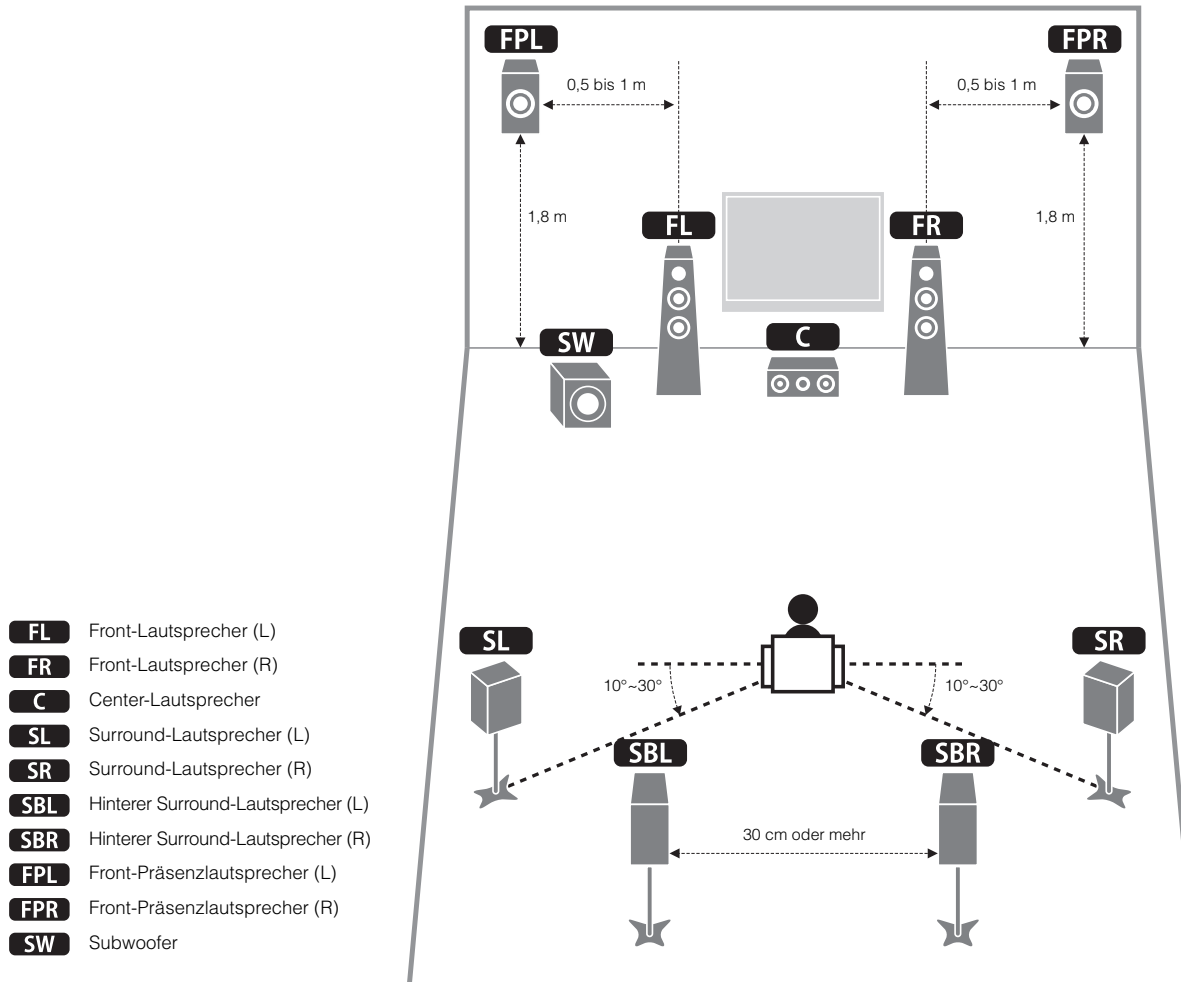 FPL
FPR
0,5 bis 1 m
0,5 bis 1 m
1,8 m
1,8 m
FL
FR
SW
C
SL
SR
10°~30°
10°~30°
SBL
SBR
30 cm oder mehr
FL Front-Lautsprecher (L)
FR Front-Lautsprecher (R)
C Center-Lautsprecher
SL Surround-Lautsprecher (L)
SR Surround-Lautsprecher (R)
SBL Hinterer Surround-Lautsprecher (L)
SBR Hinterer Surround-Lautsprecher (R)
FPL Front-Präsenzlautsprecher (L)
FPR Front-Präsenzlautsprecher (R)
SW Subwoofer